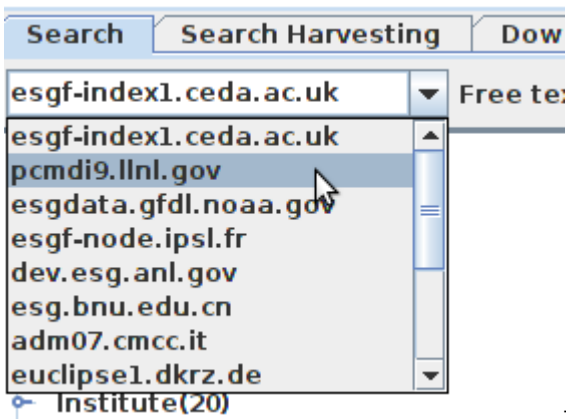 Search Search Harvesting Dow
esgf-index1.ceda.ac.uk Free te
esgf-index1.ceda.ac.uk
pcmdi9.llnl.gov
esgdata.gfdl.noaa.gov
esgf-node.ipsl.fr
dev.esg.anl.gov
esg.bnu.edu.cn
adm07.cmcc.it
euclipse1.dkrz.de
Institute(20)